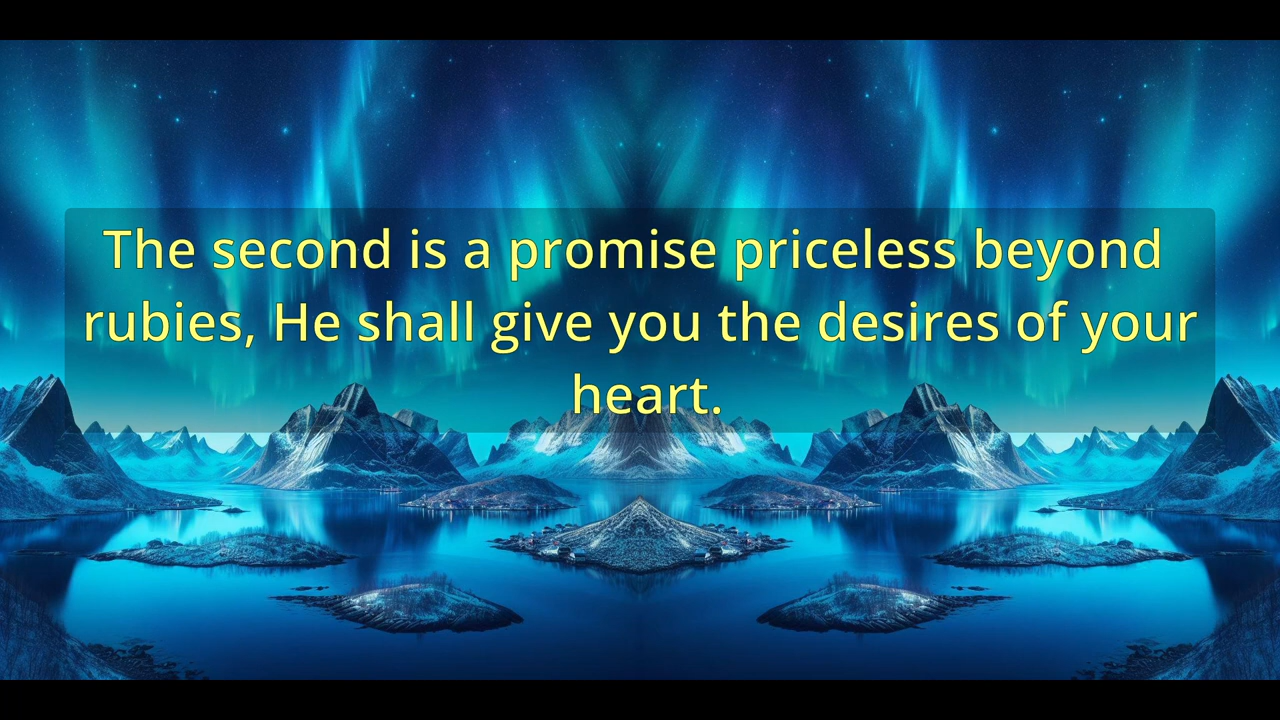 The second is a promise priceless beyond
rubies, He shall give you the desires of your
heart.